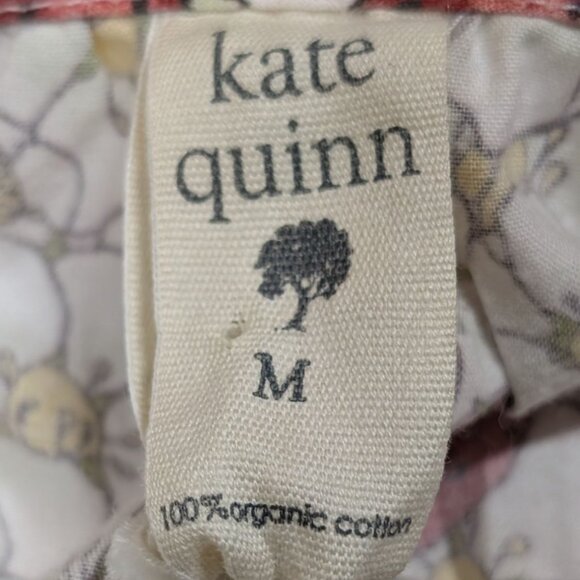 kate
quinn
M
100% organic cotton